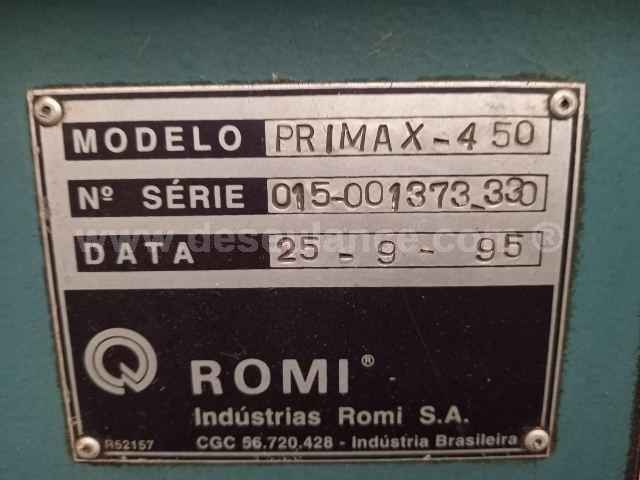 MODELO PRIMAX-450
Nº SÉRIE 015-001373-330
www.desculance.com ®
DATA 25-9-95
ROMI ®
Indústrias Romi S.A.
R52157 CGC 56.720.428 - Indústria Brasileira